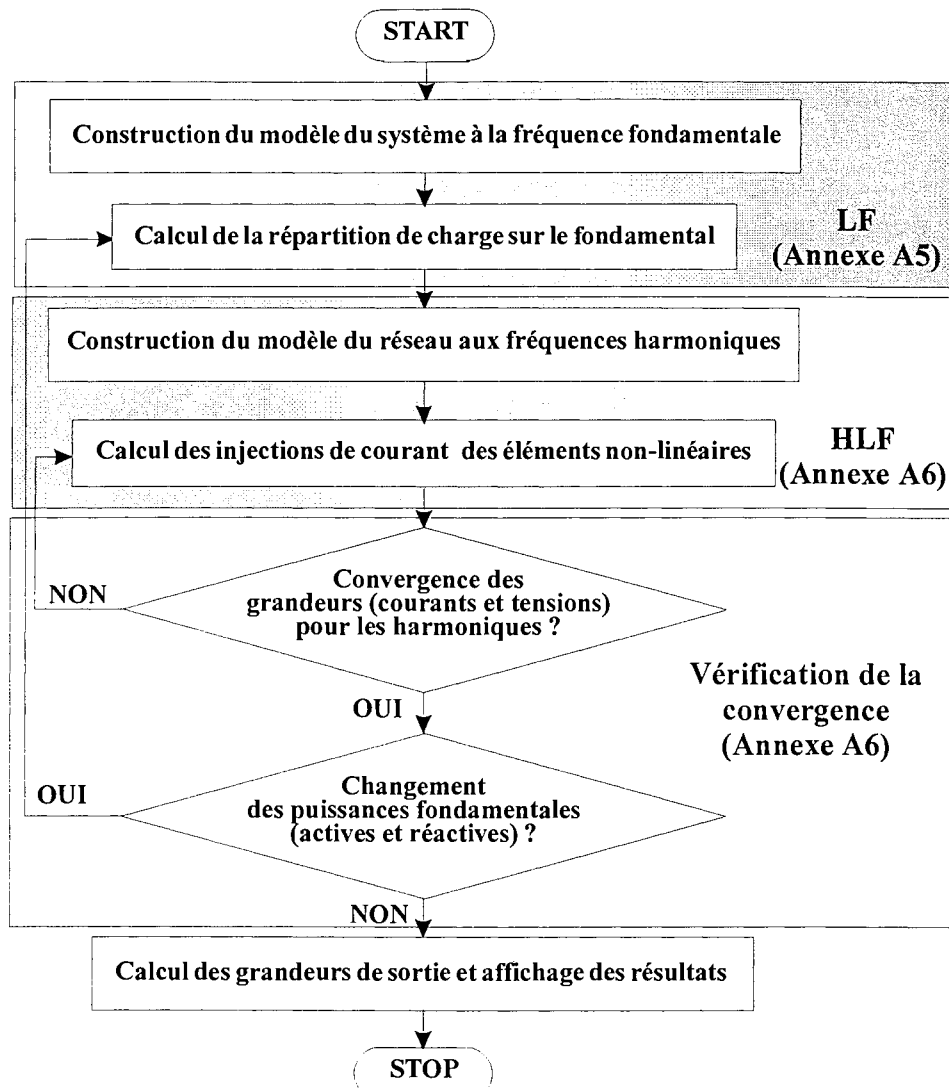 START
Construction du modèle du système à la fréquence fondamentale
Calcul de la répartition de charge sur le fondamental
LF
(Annexe A5)
Construction du modèle du réseau aux fréquences harmoniques
Calcul des injections de courant des éléments non-linéaires
HLF
(Annexe A6)
Convergence des
grandeurs (courants et tensions)
pour les harmoniques ?
NON
OUI
Vérification de la
convergence
(Annexe A6)
Changement
des puissances fondamentales
(actives et réactives) ?
OUI
NON
Calcul des grandeurs de sortie et affichage des résultats
STOP